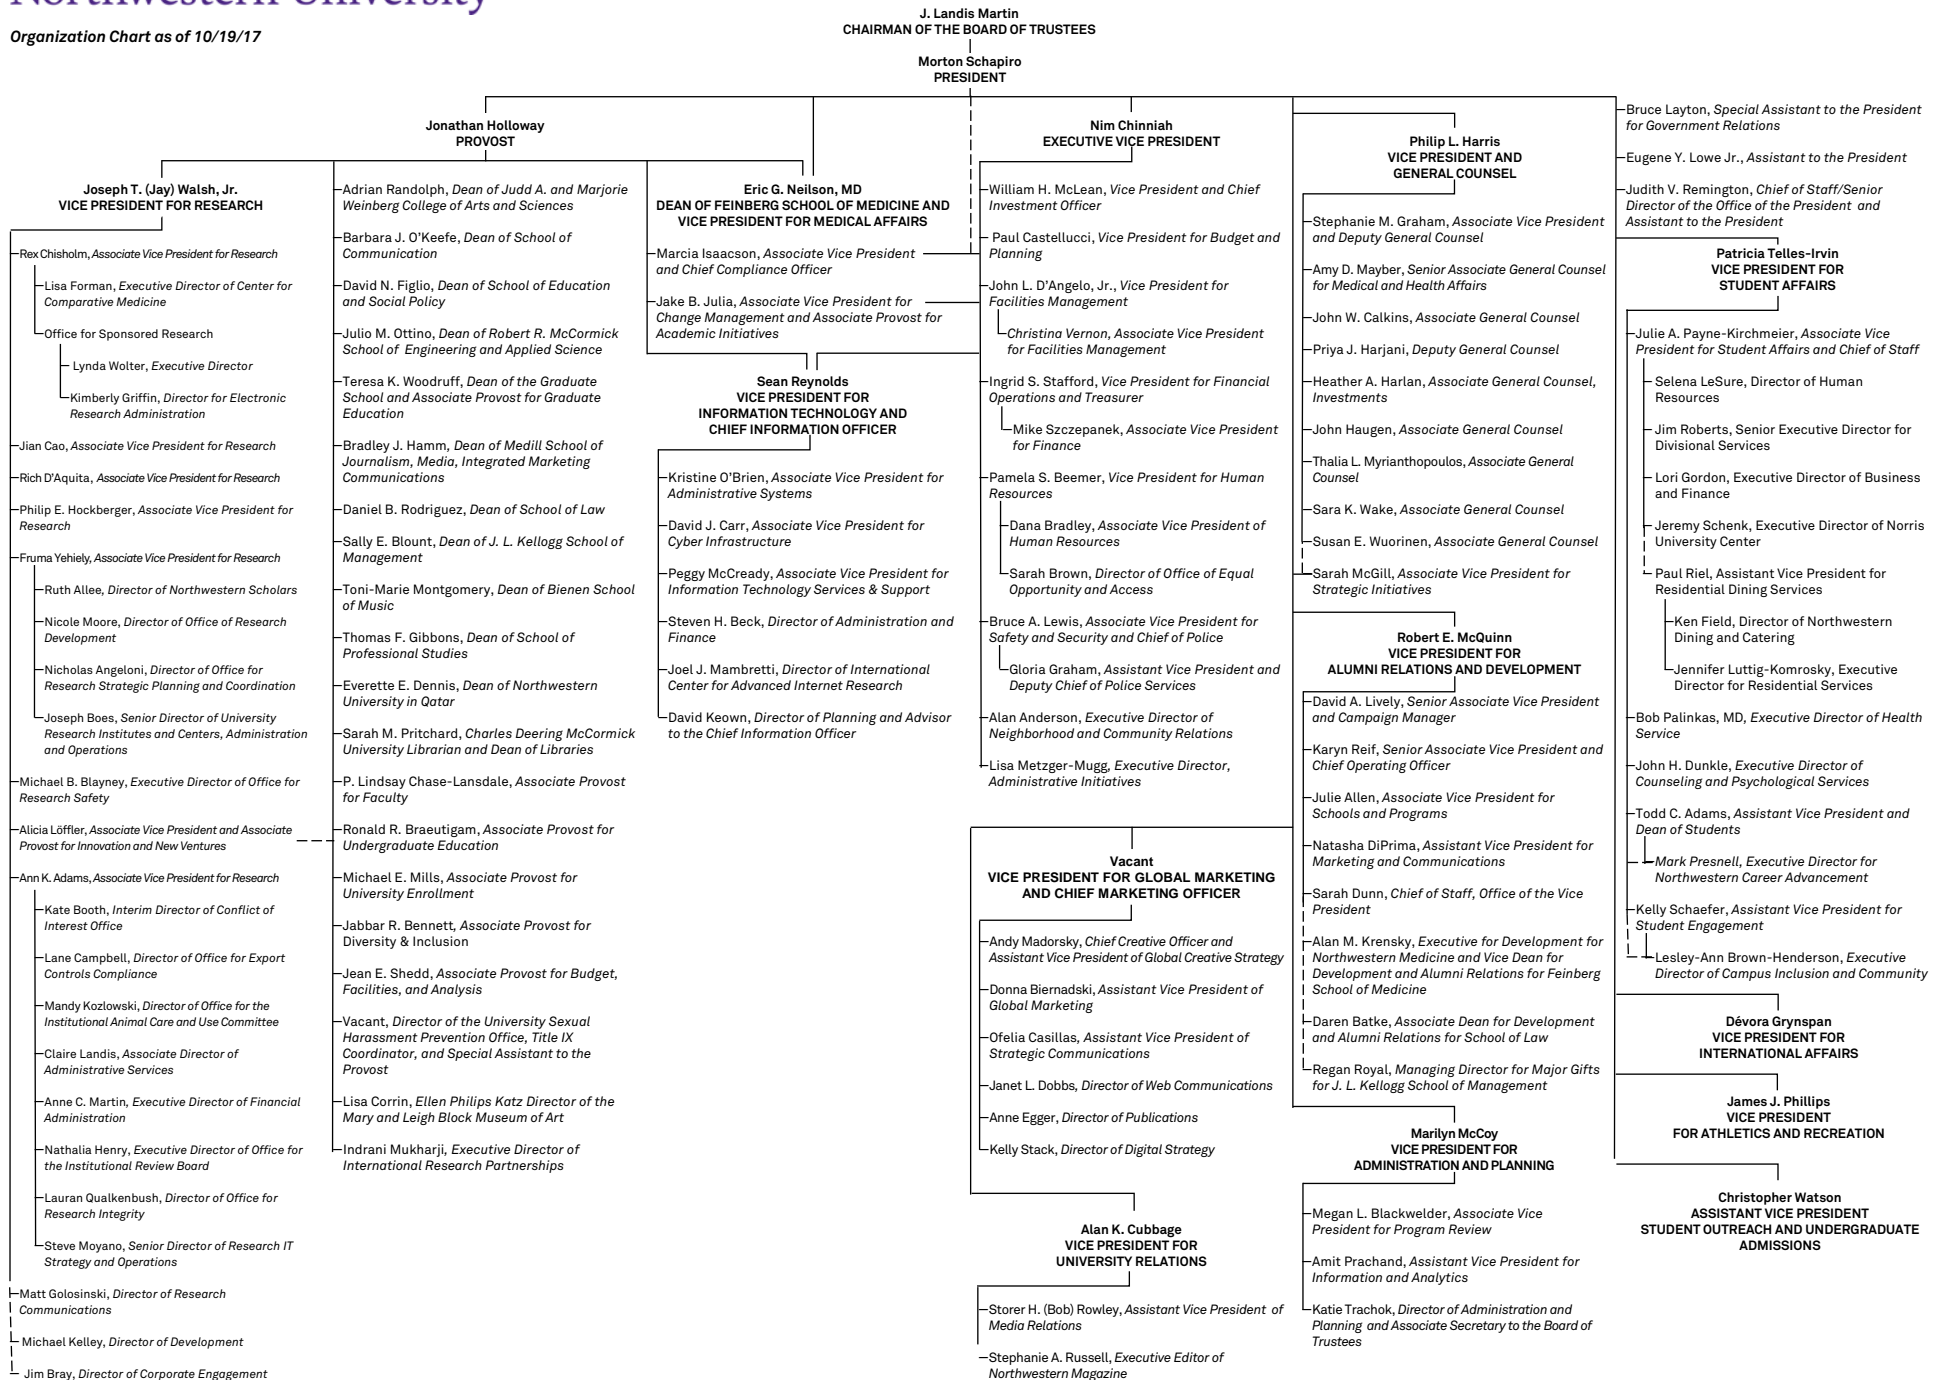 Northwestern University
Organization Chart as of 10/19/17
J. Landis Martin
CHAIRMAN OF THE BOARD OF TRUSTEES
Morton Schapiro
PRESIDENT
Jonathan Holloway
PROVOST
Joseph T. (Jay) Walsh, Jr.
VICE PRESIDENT FOR RESEARCH
Rex Chisholm, Associate Vice President for Research
Lisa Forman, Executive Director of Center for
Comparative Medicine
Office for Sponsored Research
Lynda Wolter, Executive Director
Kimberly Griffin, Director for Electronic
Research Administration
Jian Cao, Associate Vice President for Research
Rich D'Aquita, Associate Vice President for Research
Philip E. Hockberger, Associate Vice President for
Research
Fruma Yehiely, Associate Vice President for Research
Ruth Allee, Director of Northwestern Scholars
Nicole Moore, Director of Office of Research
Development
Nicholas Angeloni, Director of Office for
Research Strategic Planning and Coordination
Joseph Boes, Senior Director of University
Research Institutes and Centers, Administration
and Operations
Michael B. Blayney, Executive Director of Office for
Research Safety
Alicia Löffler, Associate Vice President and Associate
Provost for Innovation and New Ventures
Ann K. Adams, Associate Vice President for Research
Kate Booth, Interim Director of Conflict of
Interest Office
Lane Campbell, Director of Office for Export
Controls Compliance
Mandy Kozlowski, Director of Office for the
Institutional Animal Care and Use Committee
Claire Landis, Associate Director of
Administrative Services
Anne C. Martin, Executive Director of Financial
Administration
Nathalia Henry, Executive Director of Office for
the Institutional Review Board
Lauran Qualkenbush, Director of Office for
Research Integrity
Steve Moyano, Senior Director of Research IT
Strategy and Operations
Matt Golosinski, Director of Research
Communications
Michael Kelley, Director of Development
Jim Bray, Director of Corporate Engagement
Adrian Randolph, Dean of Judd A. and Marjorie
Weinberg College of Arts and Sciences
Barbara J. O'Keefe, Dean of School of
Communication
David N. Figlio, Dean of School of Education
and Social Policy
Julio M. Ottino, Dean of Robert R. McCormick
School of Engineering and Applied Science
Teresa K. Woodruff, Dean of the Graduate
School and Associate Provost for Graduate
Education
Bradley J. Hamm, Dean of Medill School of
Journalism, Media, Integrated Marketing
Communications
Daniel B. Rodriguez, Dean of School of Law
Sally E. Blount, Dean of J. L. Kellogg School of
Management
Toni-Marie Montgomery, Dean of Bienen School
of Music
Thomas F. Gibbons, Dean of School of
Professional Studies
Everette E. Dennis, Dean of Northwestern
University in Qatar
Sarah M. Pritchard, Charles Deering McCormick
University Librarian and Dean of Libraries
P. Lindsay Chase-Lansdale, Associate Provost
for Faculty
Ronald R. Braeutigam, Associate Provost for
Undergraduate Education
Michael E. Mills, Associate Provost for
University Enrollment
Jabbar R. Bennett, Associate Provost for
Diversity & Inclusion
Jean E. Shedd, Associate Provost for Budget,
Facilities, and Analysis
Vacant, Director of the University Sexual
Harassment Prevention Office, Title IX
Coordinator, and Special Assistant to the
Provost
Lisa Corrin, Ellen Philips Katz Director of the
Mary and Leigh Block Museum of Art
Indrani Mukharji, Executive Director of
International Research Partnerships
Eric G. Neilson, MD
DEAN OF FEINBERG SCHOOL OF MEDICINE AND
VICE PRESIDENT FOR MEDICAL AFFAIRS
Marcia Isaacson, Associate Vice President
and Chief Compliance Officer
Jake B. Julia, Associate Vice President for
Change Management and Associate Provost for
Academic Initiatives
Sean Reynolds
VICE PRESIDENT FOR
INFORMATION TECHNOLOGY AND
CHIEF INFORMATION OFFICER
Kristine O'Brien, Associate Vice President for
Administrative Systems
David J. Carr, Associate Vice President for
Cyber Infrastructure
Peggy McCready, Associate Vice President for
Information Technology Services & Support
Steven H. Beck, Director of Administration and
Finance
Joel J. Mambretti, Director of International
Center for Advanced Internet Research
David Keown, Director of Planning and Advisor
to the Chief Information Officer
Nim Chinniah
EXECUTIVE VICE PRESIDENT
William H. McLean, Vice President and Chief
Investment Officer
Paul Castellucci, Vice President for Budget and
Planning
John L. D'Angelo, Jr., Vice President for
Facilities Management
Christina Vernon, Associate Vice President
for Facilities Management
Ingrid S. Stafford, Vice President for Financial
Operations and Treasurer
Mike Szczepanek, Associate Vice President
for Finance
Pamela S. Beemer, Vice President for Human
Resources
Dana Bradley, Associate Vice President of
Human Resources
Sarah Brown, Director of Office of Equal
Opportunity and Access
Bruce A. Lewis, Associate Vice President for
Safety and Security and Chief of Police
Gloria Graham, Assistant Vice President and
Deputy Chief of Police Services
Alan Anderson, Executive Director of
Neighborhood and Community Relations
Lisa Metzger-Mugg, Executive Director,
Administrative Initiatives
Vacant
VICE PRESIDENT FOR GLOBAL MARKETING
AND CHIEF MARKETING OFFICER
Andy Madorsky, Chief Creative Officer and
Assistant Vice President of Global Creative Strategy
Donna Biernadski, Assistant Vice President of
Global Marketing
Ofelia Casillas, Assistant Vice President of
Strategic Communications
Janet L. Dobbs, Director of Web Communications
Anne Egger, Director of Publications
Kelly Stack, Director of Digital Strategy
Alan K. Cubbage
VICE PRESIDENT FOR
UNIVERSITY RELATIONS
Storer H. (Bob) Rowley, Assistant Vice President of
Media Relations
Stephanie A. Russell, Executive Editor of
Northwestern Magazine
Philip L. Harris
VICE PRESIDENT AND
GENERAL COUNSEL
Stephanie M. Graham, Associate Vice President
and Deputy General Counsel
Amy D. Mayber, Senior Associate General Counsel
for Medical and Health Affairs
John W. Calkins, Associate General Counsel
Priya J. Harjani, Deputy General Counsel
Heather A. Harlan, Associate General Counsel,
Investments
John Haugen, Associate General Counsel
Thalia L. Myrianthopoulos, Associate General
Counsel
Sara K. Wake, Associate General Counsel
Susan E. Wuorinen, Associate General Counsel
Sarah McGill, Associate Vice President for
Strategic Initiatives
Robert E. McQuinn
VICE PRESIDENT FOR
ALUMNI RELATIONS AND DEVELOPMENT
David A. Lively, Senior Associate Vice President
and Campaign Manager
Karyn Reif, Senior Associate Vice President and
Chief Operating Officer
Julie Allen, Associate Vice President for
Schools and Programs
Natasha DiPrima, Assistant Vice President for
Marketing and Communications
Sarah Dunn, Chief of Staff, Office of the Vice
President
Alan M. Krensky, Executive for Development for
Northwestern Medicine and Vice Dean for
Development and Alumni Relations for Feinberg
School of Medicine
Daren Batke, Associate Dean for Development
and Alumni Relations for School of Law
Regan Royal, Managing Director for Major Gifts
for J. L. Kellogg School of Management
Marilyn McCoy
VICE PRESIDENT FOR
ADMINISTRATION AND PLANNING
Megan L. Blackwelder, Associate Vice
President for Program Review
Amit Prachand, Assistant Vice President for
Information and Analytics
Katie Trachok, Director of Administration and
Planning and Associate Secretary to the Board of
Trustees
Bruce Layton, Special Assistant to the President
for Government Relations
Eugene Y. Lowe Jr., Assistant to the President
Judith V. Remington, Chief of Staff/Senior
Director of the Office of the President and
Assistant to the President
Patricia Telles-Irvin
VICE PRESIDENT FOR
STUDENT AFFAIRS
Julie A. Payne-Kirchmeier, Associate Vice
President for Student Affairs and Chief of Staff
Selena LeSure, Director of Human
Resources
Jim Roberts, Senior Executive Director for
Divisional Services
Lori Gordon, Executive Director of Business
and Finance
Jeremy Schenk, Executive Director of Norris
University Center
Paul Riel, Assistant Vice President for
Residential Dining Services
Ken Field, Director of Northwestern
Dining and Catering
Jennifer Luttig-Komrosky, Executive
Director for Residential Services
Bob Palinkas, MD, Executive Director of Health
Service
John H. Dunkle, Executive Director of
Counseling and Psychological Services
Todd C. Adams, Assistant Vice President and
Dean of Students
Mark Presnell, Executive Director for
Northwestern Career Advancement
Kelly Schaefer, Assistant Vice President for
Student Engagement
Lesley-Ann Brown-Henderson, Executive
Director of Campus Inclusion and Community
Dévora Grynspan
VICE PRESIDENT FOR
INTERNATIONAL AFFAIRS
James J. Phillips
VICE PRESIDENT
FOR ATHLETICS AND RECREATION
Christopher Watson
ASSISTANT VICE PRESIDENT
STUDENT OUTREACH AND UNDERGRADUATE
ADMISSIONS